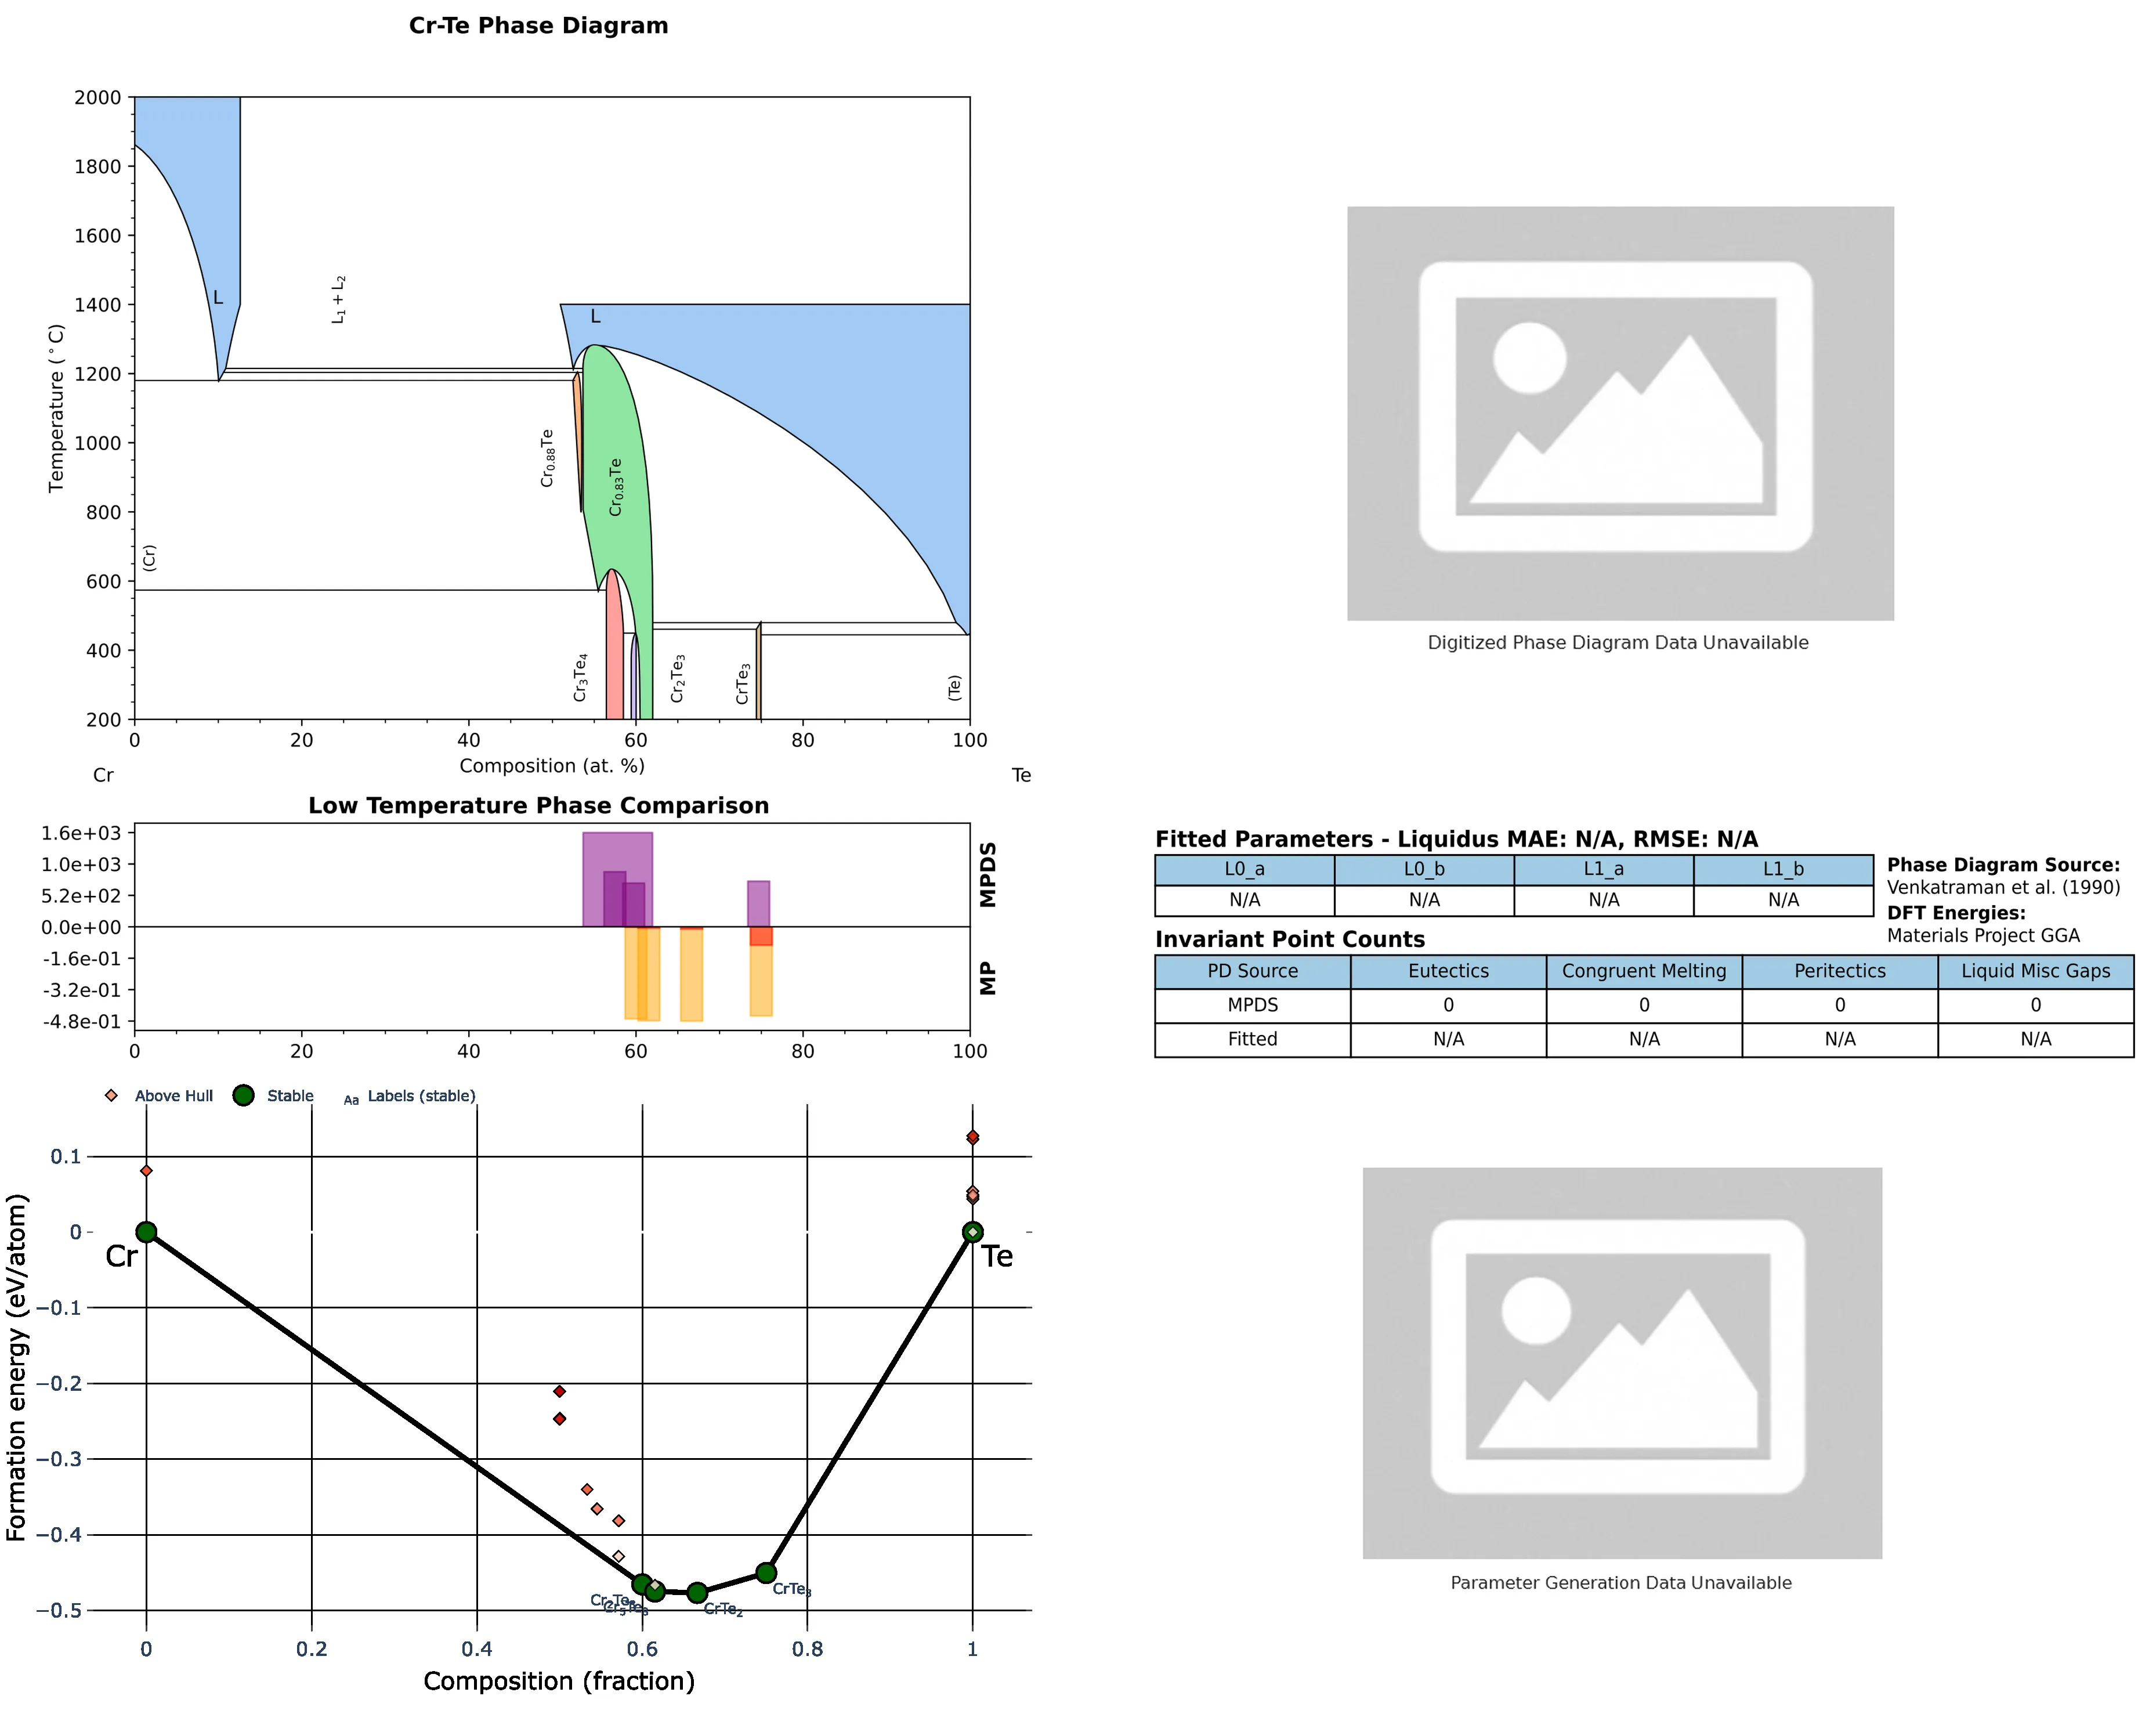 Cr-Te Phase Diagram
2000
1800
1600
1400
1200
1000
800
600
400
200
Temperature (°C)
L
L₁ + L₂
L
Cr₀.₈₈Te
Cr₀.₈₃Te
(Cr)
Cr₃Te₄
Cr₂Te₃
CrTe₃
(Te)
0 20 40 60 80 100
Composition (at. %)
Cr Te
Digitized Phase Diagram Data Unavailable
Low Temperature Phase Comparison
1.6e+03
1.0e+03
5.2e+02
0.0e+00
-1.6e-01
-3.2e-01
-4.8e-01
MPDS
MP
0 20 40 60 80 100
Fitted Parameters - Liquidus MAE: N/A, RMSE: N/A
L0_a L0_b L1_a L1_b
N/A N/A N/A N/A
Phase Diagram Source:
Venkatraman et al. (1990)
DFT Energies:
Materials Project GGA
Invariant Point Counts
PD Source Eutectics Congruent Melting Peritectics Liquid Misc Gaps
MPDS 0 0 0 0
Fitted N/A N/A N/A N/A
Above Hull Stable Aa Labels (stable)
0.1
0
−0.1
−0.2
−0.3
−0.4
−0.5
Formation energy (eV/atom)
Cr
Te
Cr₂Te₃
Cr₅Te₈
CrTe₂
CrTe₃
0 0.2 0.4 0.6 0.8 1
Composition (fraction)
Parameter Generation Data Unavailable